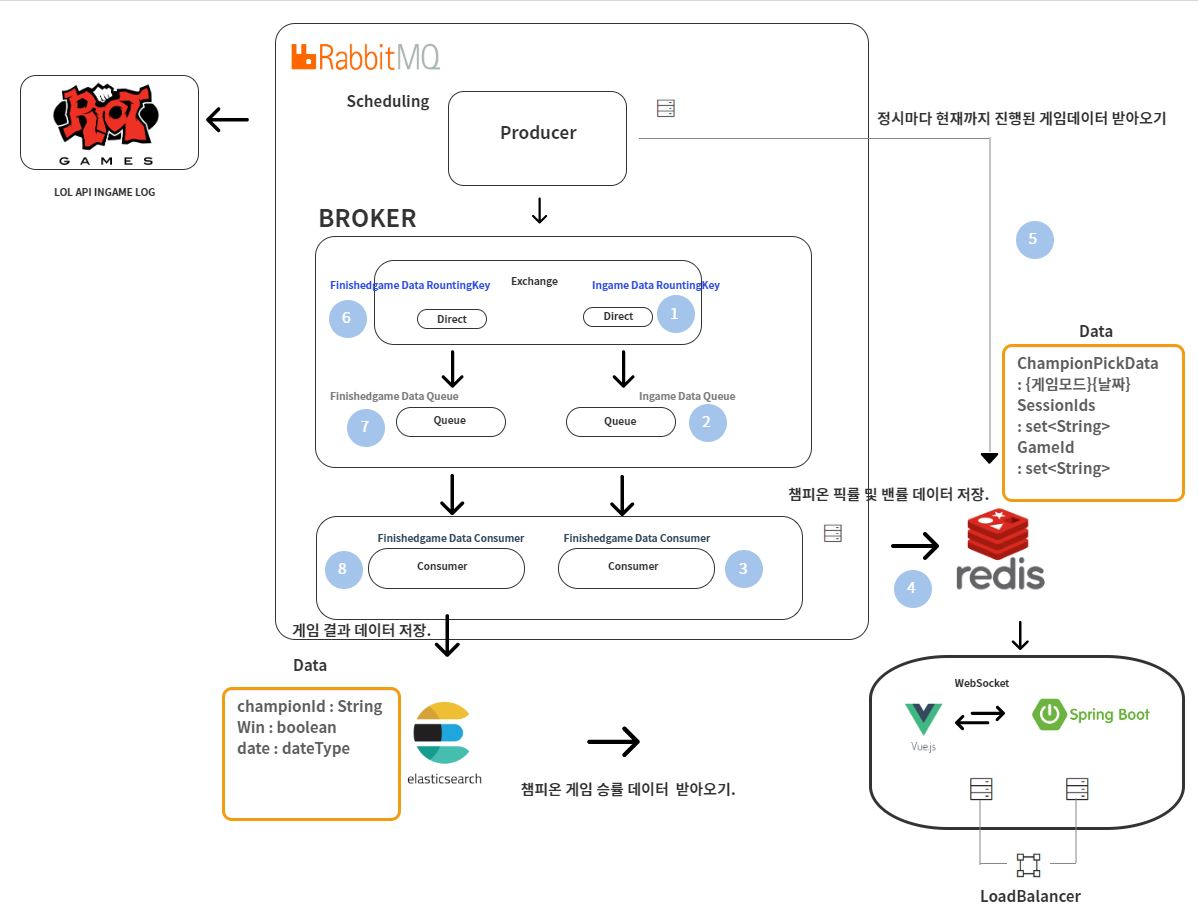 RabbitMQ
RIOT
GAMES
LOL API INGAME LOG
Scheduling
Producer
정시마다 현재까지 진행된 게임데이터 받아오기
BROKER
5
Finishedgame Data RountingKey
Exchange
Ingame Data RountingKey
6
Direct
Direct
1
Data
ChampionPickData
: {게임모드}{날짜}
SessionIds
: set<String>
GameId
: set<String>
Finishedgame Data Queue
Ingame Data Queue
7
Queue
Queue
2
챔피온 픽률 및 밴률 데이터 저장.
Finishedgame Data Consumer
Finishedgame Data Consumer
8
Consumer
Consumer
3
redis
4
게임 결과 데이터 저장.
Data
championId : String
Win : boolean
date : dateType
elasticsearch
챔피온 게임 승률 데이터 받아오기.
WebSocket
Vue.js
Spring Boot
LoadBalancer